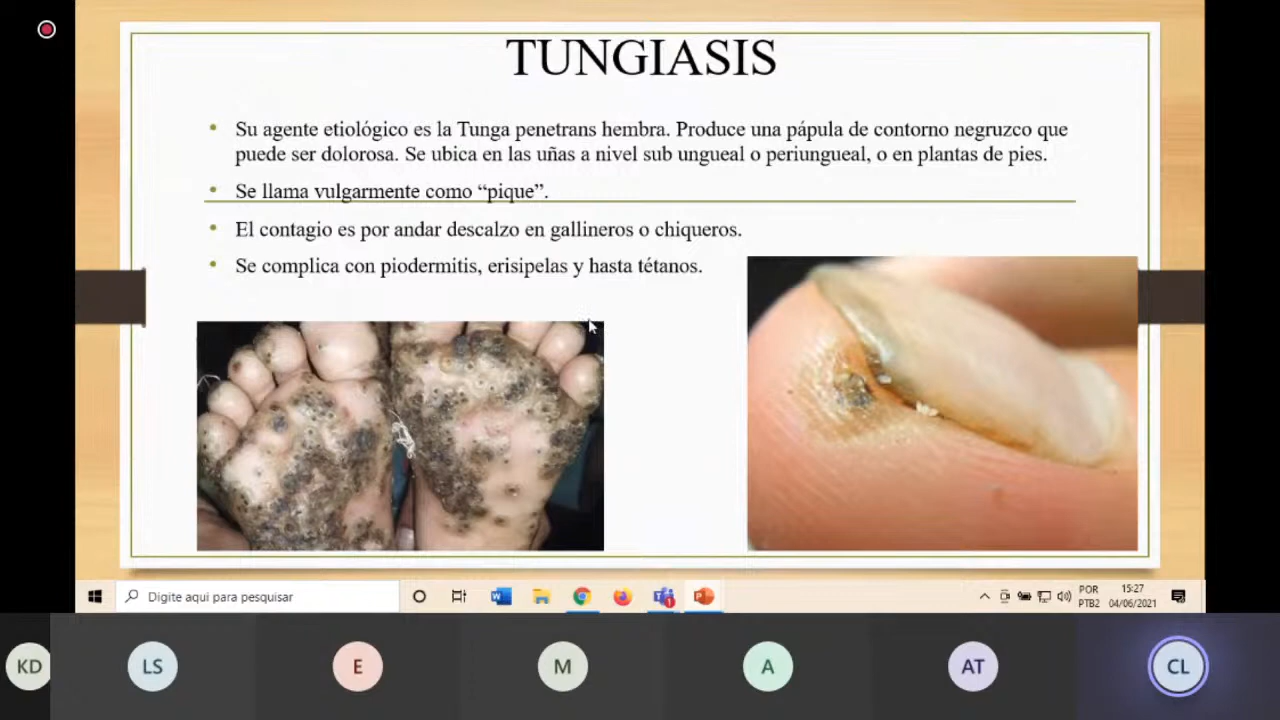 TUNGIASIS
• Su agente etiológico es la Tunga penetrans hembra. Produce una pápula de contorno negruzco que
puede ser dolorosa. Se ubica en las uñas a nivel sub ungueal o periungueal, o en plantas de pies.
• Se llama vulgarmente como “pique”.
• El contagio es por andar descalzo en gallineros o chiqueros.
• Se complica con piodermitis, erisipelas y hasta tétanos.
Digite aqui para pesquisar
POR
PTB2
15:27
04/06/2021
KD
LS
E
M
A
AT
CL